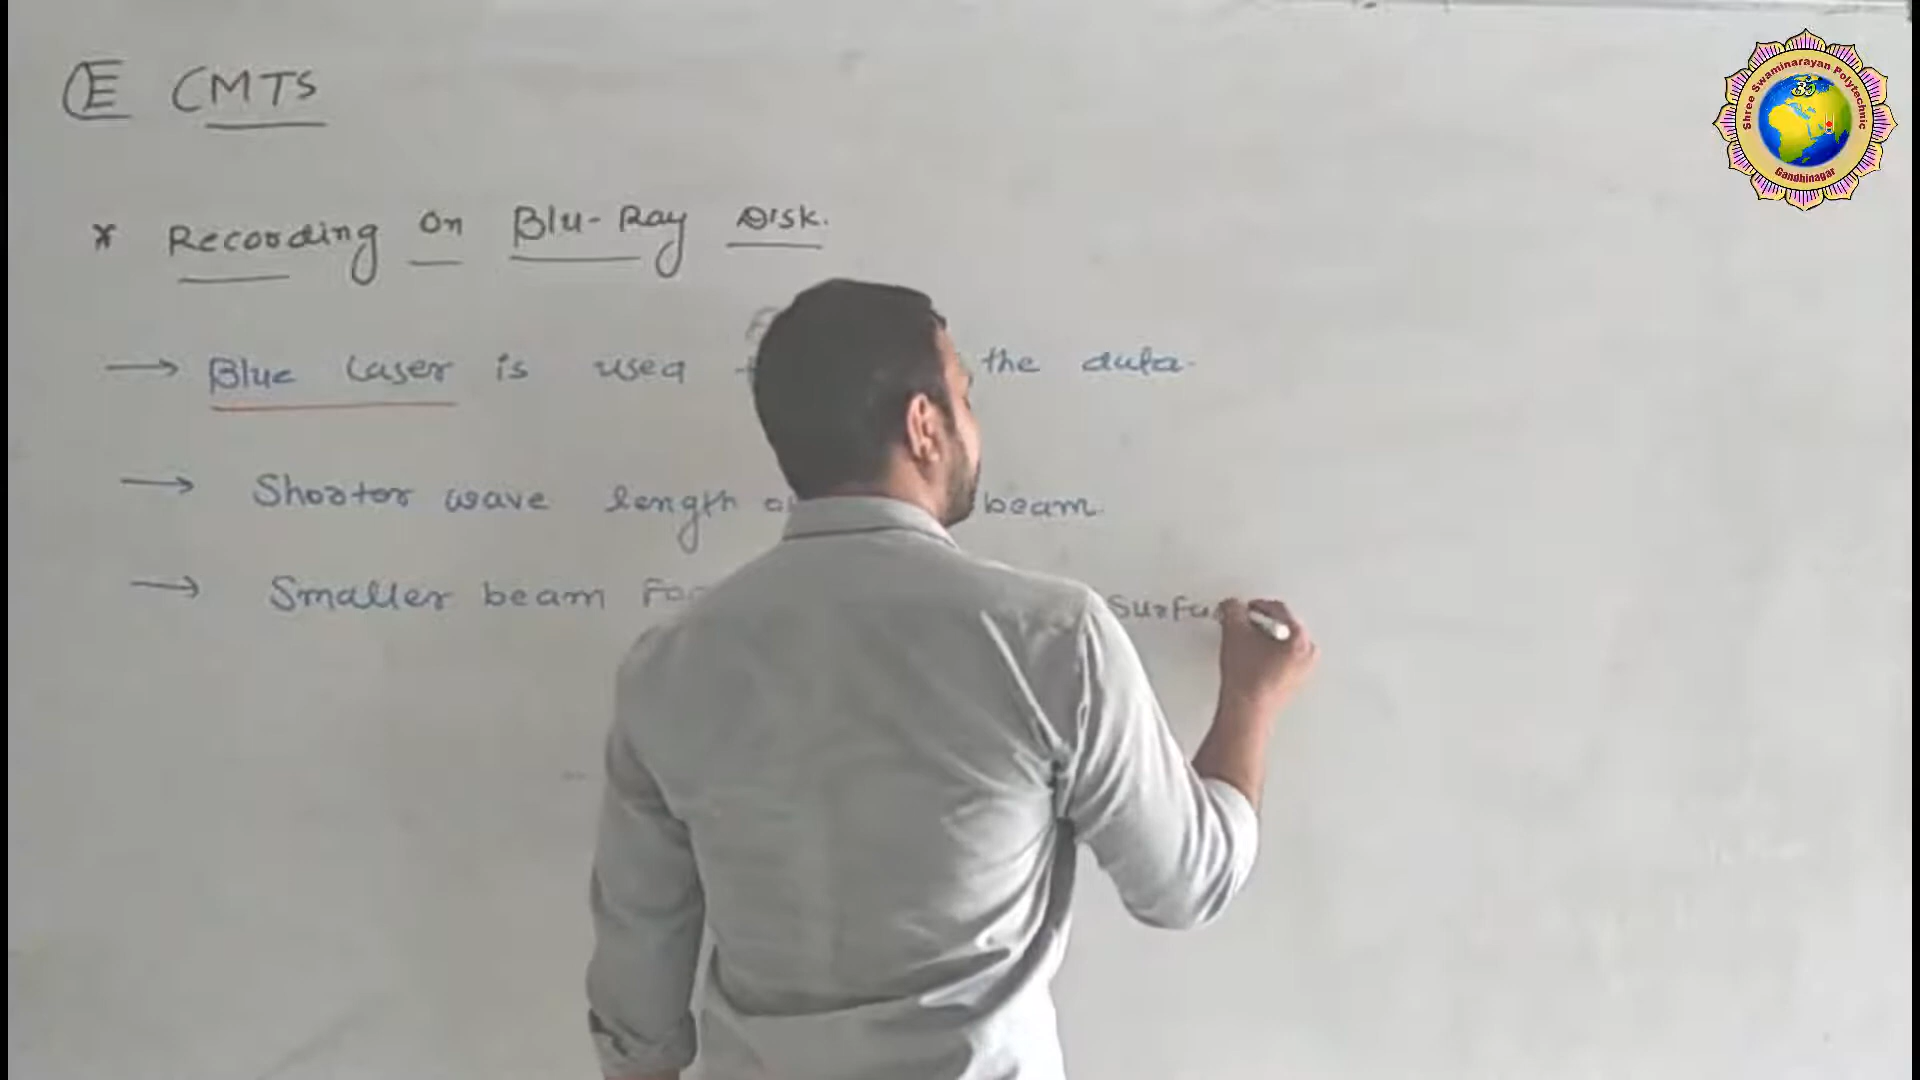 E CMTS
* Recording On Blu-Ray Disk.
→ Blue Laser is used the data.
→ Shorter wave length beam.
→ Smaller beam
Shree Swaminarayan Polytechnic
Gandhinagar
ॐ